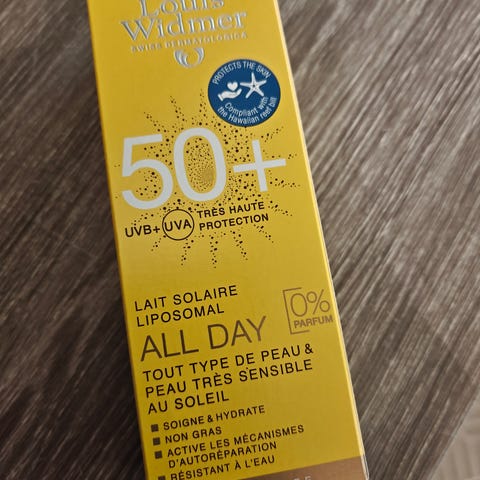 Louis
Widmer
SWISS DERMATOLOGICA
PROTECTS THE SKIN
Compliant with
the Hawaiian reef bill
50+
UVB+ UVA
TRÈS HAUTE
PROTECTION
LAIT SOLAIRE
LIPOSOMAL
ALL DAY
0%
PARFUM
TOUT TYPE DE PEAU &
PEAU TRÈS SENSIBLE
AU SOLEIL
SOIGNE & HYDRATE
NON GRAS
ACTIVE LES MÉCANISMES
D'AUTORÉPARATION
RÉSISTANT À L'EAU